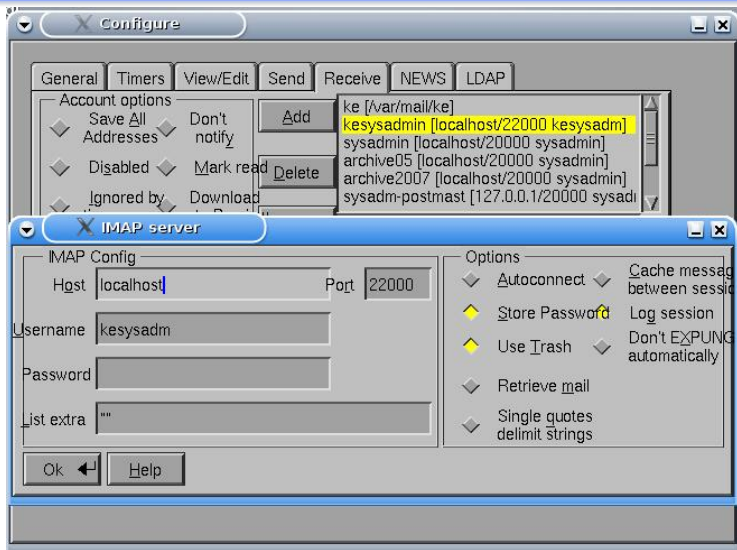 Configure
General Timers View/Edit Send Receive NEWS LDAP
Account options
Save All Addresses
Don't notify
Disabled
Mark read
Ignored by
Download
Add
Delete
ke [/var/mail/ke]
kesysadmin [localhost/22000 kesysadm]
sysadmin [localhost/20000 sysadmin]
archive05 [localhost/20000 sysadmin]
archive2007 [localhost/20000 sysadmin]
sysadm-postmast [127.0.0.1/20000 sysad
IMAP server
IMAP Config
Host localhost Port 22000
Username kesysadm
Password
List extra ""
Ok Help
Options
Autoconnect
Cache messag
between sessi
Store Password
Log session
Use Trash
Don't EXPUNG
automatically
Retrieve mail
Single quotes
delimit strings